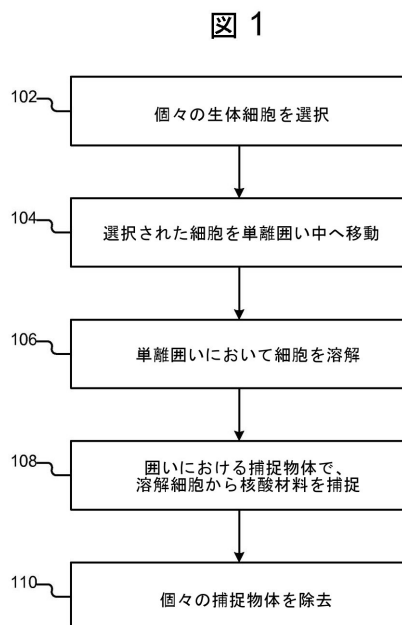 図 1
102
個々の生体細胞を選択
104
選択された細胞を単離囲い中へ移動
106
単離囲いにおいて細胞を溶解
108
囲いにおける捕捉物体で、
溶解細胞から核酸材料を捕捉
110
個々の捕捉物体を除去